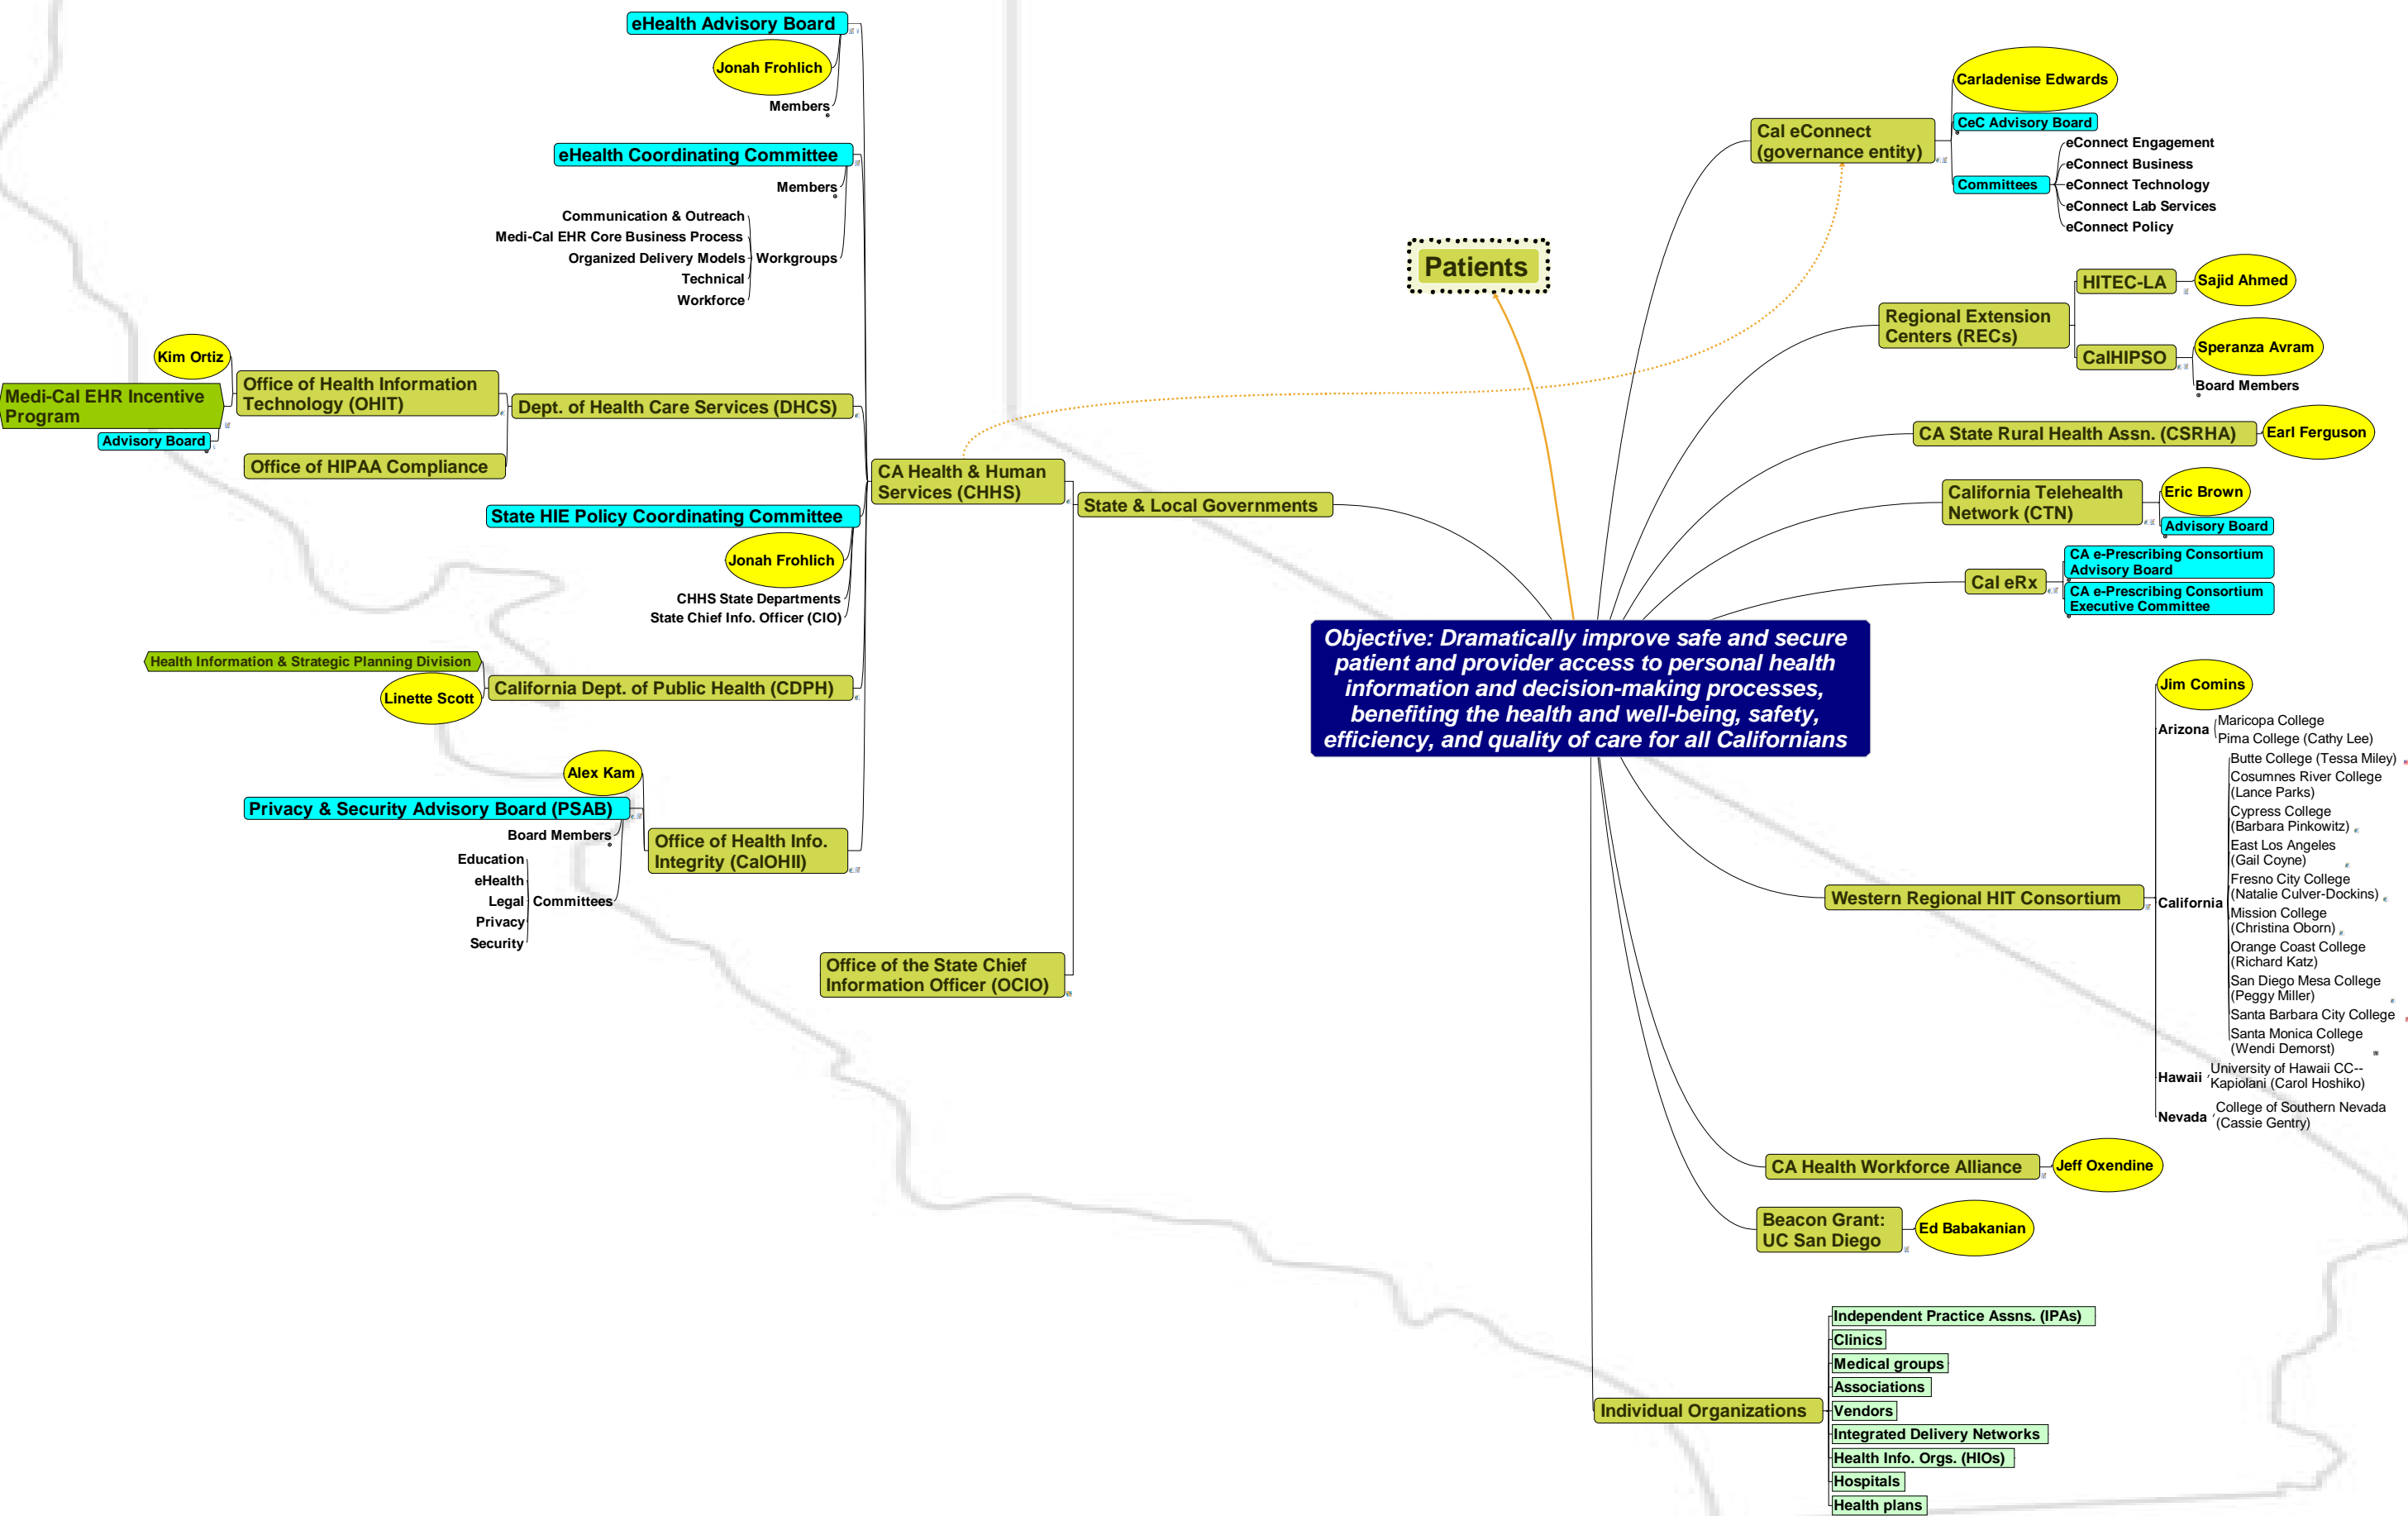 eHealth Advisory Board
Jonah Frohlich
Members
eHealth Coordinating Committee
Members
Communication & Outreach
Medi-Cal EHR Core Business Process
Organized Delivery Models
Workgroups
Technical
Workforce
Kim Ortiz
Medi-Cal EHR Incentive
Program
Advisory Board
Office of Health Information
Technology (OHIT)
Office of HIPAA Compliance
Dept. of Health Care Services (DHCS)
State HIE Policy Coordinating Committee
Jonah Frohlich
CHHS State Departments
State Chief Info. Officer (CIO)
Health Information & Strategic Planning Division
Linette Scott
California Dept. of Public Health (CDPH)
Alex Kam
Privacy & Security Advisory Board (PSAB)
Board Members
Education
eHealth
Legal
Committees
Privacy
Security
Office of Health Info.
Integrity (CalOHII)
CA Health & Human
Services (CHHS)
State & Local Governments
Office of the State Chief
Information Officer (OCIO)
Patients
Objective: Dramatically improve safe and secure
patient and provider access to personal health
information and decision-making processes,
benefiting the health and well-being, safety,
efficiency, and quality of care for all Californians
Cal eConnect
(governance entity)
Carladenise Edwards
CeC Advisory Board
Committees
eConnect Engagement
eConnect Business
eConnect Technology
eConnect Lab Services
eConnect Policy
Regional Extension
Centers (RECs)
HITEC-LA
Sajid Ahmed
CalHIPSO
Speranza Avram
Board Members
CA State Rural Health Assn. (CSRHA)
Earl Ferguson
California Telehealth
Network (CTN)
Eric Brown
Advisory Board
Cal eRx
CA e-Prescribing Consortium
Advisory Board
CA e-Prescribing Consortium
Executive Committee
Western Regional HIT Consortium
Jim Comins
Arizona
Maricopa College
Pima College (Cathy Lee)
California
Butte College (Tessa Miley)
Cosumnes River College
(Lance Parks)
Cypress College
(Barbara Pinkowitz)
East Los Angeles
(Gail Coyne)
Fresno City College
(Natalie Culver-Dockins)
Mission College
(Christina Oborn)
Orange Coast College
(Richard Katz)
San Diego Mesa College
(Peggy Miller)
Santa Barbara City College
Santa Monica College
(Wendi Demorst)
Hawaii
University of Hawaii CC--
Kapiolani (Carol Hoshiko)
Nevada
College of Southern Nevada
(Cassie Gentry)
CA Health Workforce Alliance
Jeff Oxendine
Beacon Grant:
UC San Diego
Ed Babakanian
Individual Organizations
Independent Practice Assns. (IPAs)
Clinics
Medical groups
Associations
Vendors
Integrated Delivery Networks
Health Info. Orgs. (HIOs)
Hospitals
Health plans